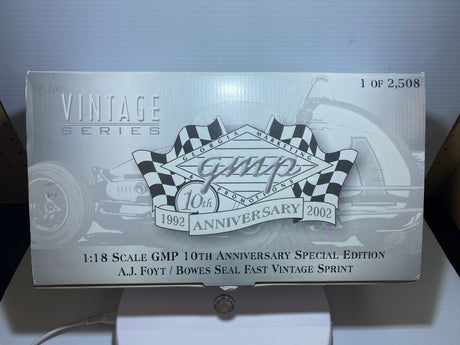 The
VINTAGE
SERIES
1 OF 2,508
GEORGIA MARKETING
gmp
& PROMOTIONS
10th
1992 ANNIVERSARY 2002
1:18 SCALE GMP 10TH ANNIVERSARY SPECIAL EDITION
A.J. FOYT / BOWES SEAL FAST VINTAGE SPRINT